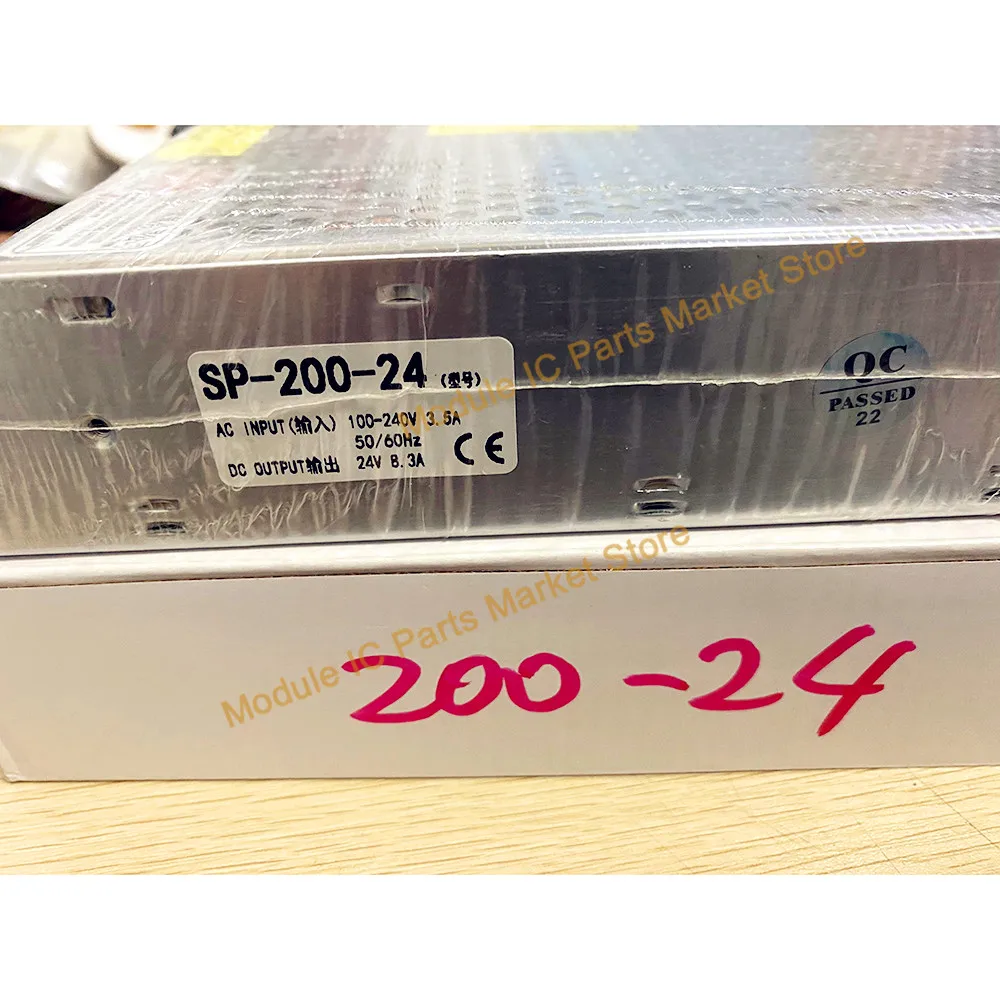 SP-200-24 (型号)
AC INPUT(输入) 100-240V 3.5A
50/60Hz
DC OUTPUT输出 24V 8.3A
CE
QC
PASSED
22
Module IC Parts Market Store
Module IC Parts Market Store
200-24